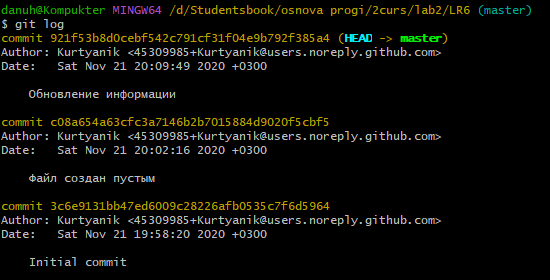 danuh@Kompukter MINGW64 /d/Studentsbook/osnova progi/2curs/lab2/LR6 (master)
$ git log
commit 921f53b8d0cebf542c791cf31f04e9b792f385a4 (HEAD -> master)
Author: Kurtyanik <45309985+Kurtyanik@users.noreply.github.com>
Date:   Sat Nov 21 20:09:49 2020 +0300
Обновление информации
commit c08a654a63cfc3a7146b2b7015884d9020f5cbf5
Author: Kurtyanik <45309985+Kurtyanik@users.noreply.github.com>
Date:   Sat Nov 21 20:02:16 2020 +0300
Файл создан пустым
commit 3c6e9131bb47ed6009c28226afb0535c7f6d5964
Author: Kurtyanik <45309985+Kurtyanik@users.noreply.github.com>
Date:   Sat Nov 21 19:58:20 2020 +0300
Initial commit